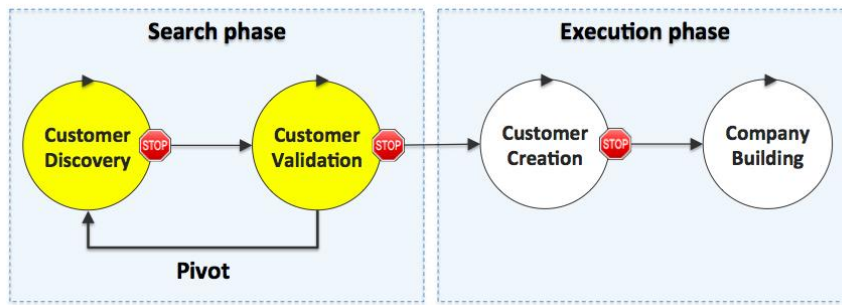 Search phase
Execution phase
Customer
Discovery
STOP
Customer
Validation
STOP
Customer
Creation
STOP
Company
Building
Pivot